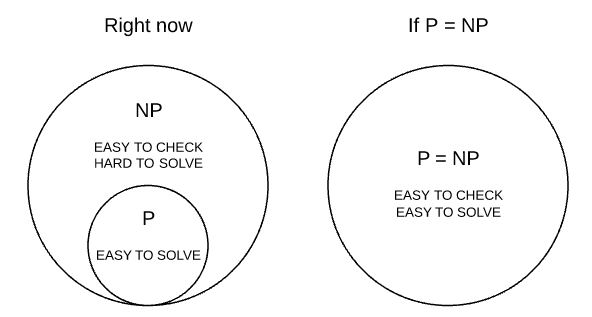 Right now
NP
EASY TO CHECK
HARD TO SOLVE
P
EASY TO SOLVE
If P = NP
P = NP
EASY TO CHECK
EASY TO SOLVE